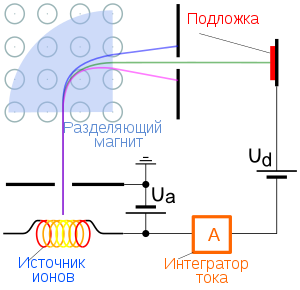 Подложка
Разделяющий
магнит
Ud
Ua
A
Источник
ионов
Интегратор
тока